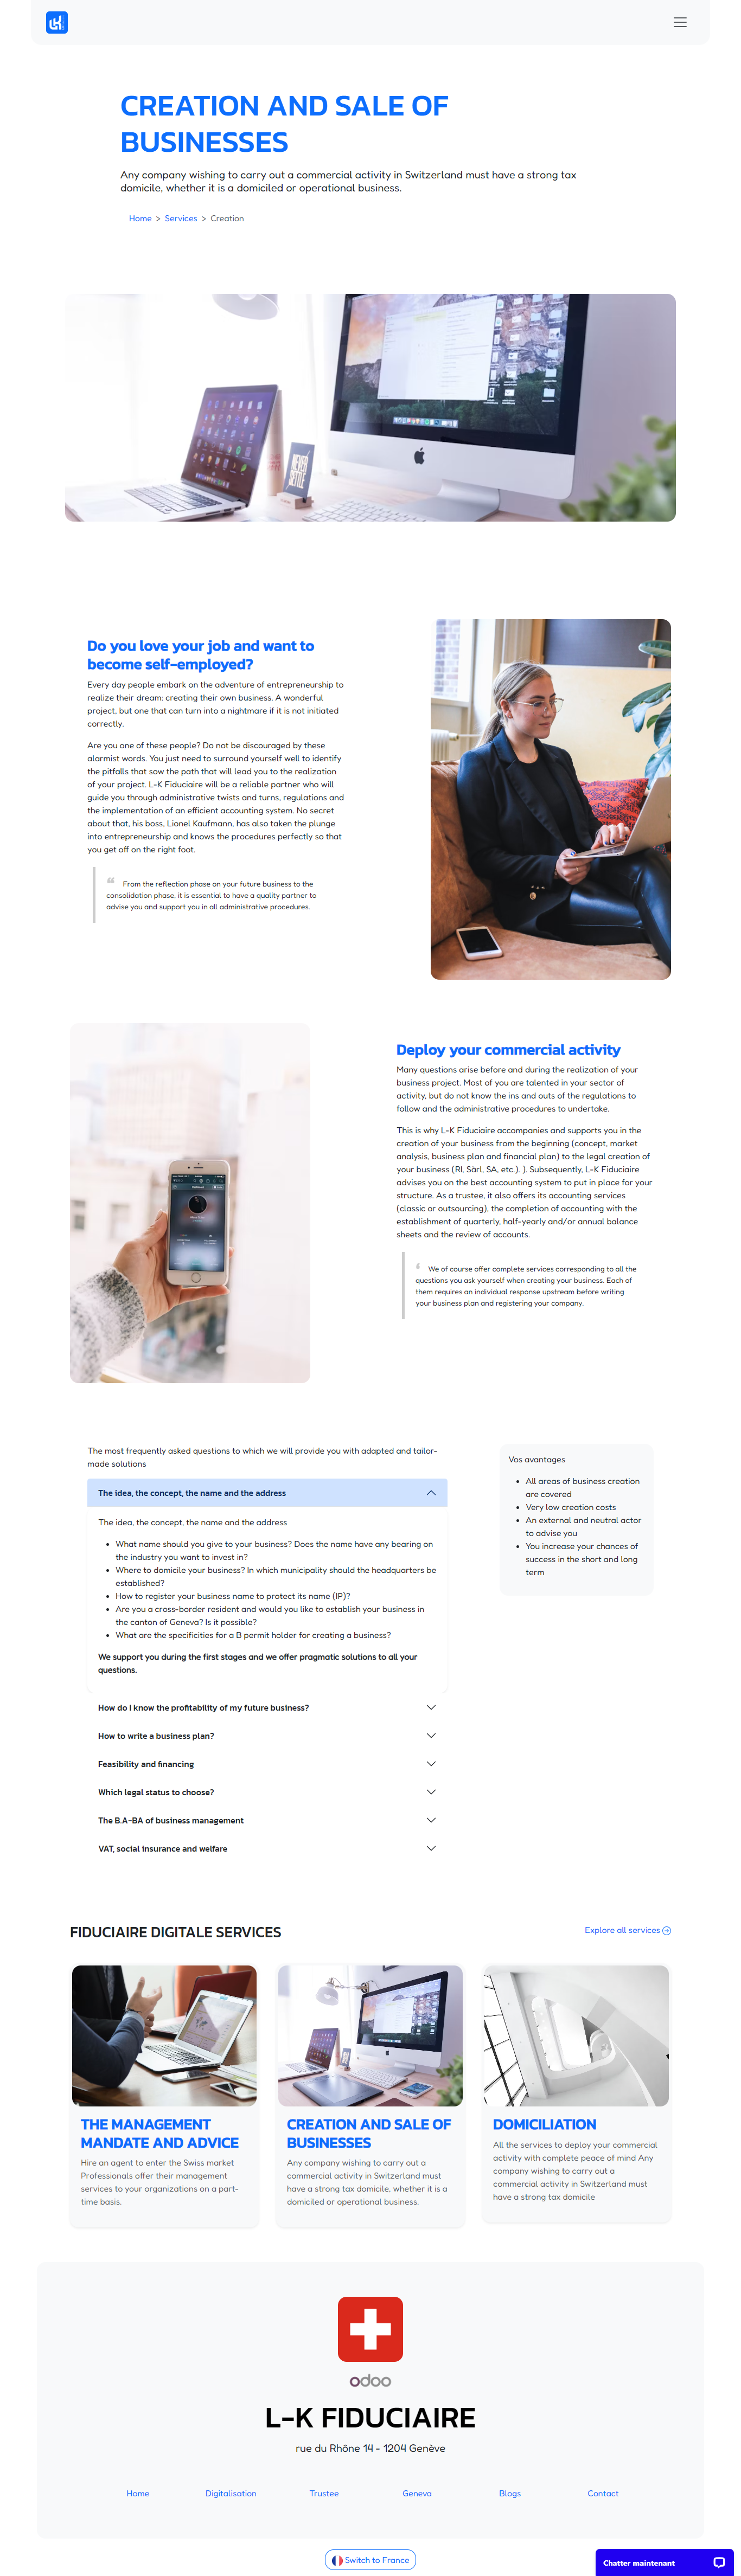 CREATION AND SALE OF
BUSINESSES
Any company wishing to carry out a commercial activity in Switzerland must have a strong tax
domicile, whether it is a domiciled or operational business.
Home > Services > Creation
NEVER
SETTLE
Do you love your job and want to
become self-employed?
Every day people embark on the adventure of entrepreneurship to
realize their dream: creating their own business. A wonderful
project, but one that can turn into a nightmare if it is not initiated
correctly.
Are you one of these people? Do not be discouraged by these
alarmist words. You just need to surround yourself well to identify
the pitfalls that sow the path that will lead you to the realization
of your project. L-K Fiduciaire will be a reliable partner who will
guide you through administrative twists and turns, regulations and
the implementation of an efficient accounting system. No secret
about that, his boss, Lionel Kaufmann, has also taken the plunge
into entrepreneurship and knows the procedures perfectly so that
you get off on the right foot.
“ From the reflection phase on your future business to the
consolidation phase, it is essential to have a quality partner to
advise you and support you in all administrative procedures.
Deploy your commercial activity
Many questions arise before and during the realization of your
business project. Most of you are talented in your sector of
activity, but do not know the ins and outs of the regulations to
follow and the administrative procedures to undertake.
This is why L-K Fiduciaire accompanies and supports you in the
creation of your business from the beginning (concept, market
analysis, business plan and financial plan) to the legal creation of
your business (RI, Sàrl, SA, etc.). ). Subsequently, L-K Fiduciaire
advises you on the best accounting system to put in place for your
structure. As a trustee, it also offers its accounting services
(classic or outsourcing), the completion of accounting with the
establishment of quarterly, half-yearly and/or annual balance
sheets and the review of accounts.
‘ We of course offer complete services corresponding to all the
questions you ask yourself when creating your business. Each of
them requires an individual response upstream before writing
your business plan and registering your company.
The most frequently asked questions to which we will provide you with adapted and tailor-
made solutions
The idea, the concept, the name and the address
The idea, the concept, the name and the address
• What name should you give to your business? Does the name have any bearing on
the industry you want to invest in?
• Where to domicile your business? In which municipality should the headquarters be
established?
• How to register your business name to protect its name (IP)?
• Are you a cross-border resident and would you like to establish your business in
the canton of Geneva? Is it possible?
• What are the specificities for a B permit holder for creating a business?
We support you during the first stages and we offer pragmatic solutions to all your
questions.
How do I know the profitability of my future business?
How to write a business plan?
Feasibility and financing
Which legal status to choose?
The B.A-BA of business management
VAT, social insurance and welfare
Vos avantages
• All areas of business creation
are covered
• Very low creation costs
• An external and neutral actor
to advise you
• You increase your chances of
success in the short and long
term
FIDUCIAIRE DIGITALE SERVICES
Explore all services
THE MANAGEMENT
MANDATE AND ADVICE
Hire an agent to enter the Swiss market
Professionals offer their management
services to your organizations on a part-
time basis.
CREATION AND SALE OF
BUSINESSES
Any company wishing to carry out a
commercial activity in Switzerland must
have a strong tax domicile, whether it is a
domiciled or operational business.
DOMICILIATION
All the services to deploy your commercial
activity with complete peace of mind Any
company wishing to carry out a
commercial activity in Switzerland must
have a strong tax domicile
odoo
L-K FIDUCIAIRE
rue du Rhône 14 - 1204 Genève
Home Digitalisation Trustee Geneva Blogs Contact
Switch to France
Chatter maintenant